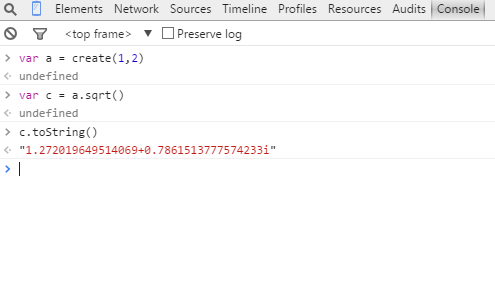 Elements Network Sources Timeline Profiles Resources Audits Console
<top frame> ▼ Preserve log
> var a = create(1,2)
<· undefined
> var c = a.sqrt()
<· undefined
> c.toString()
<· "1.272019649514069+0.7861513777574233i"
>